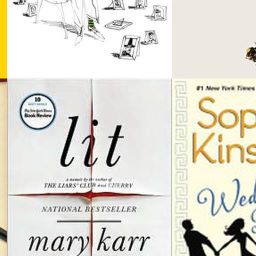 10
New York Times
Book Review
lit
a memoir by the author of
THE LIARS' CLUB and CHERRY
NATIONAL BESTSELLER
mary karr
#1 New York Times
Sop
Kins
Wed